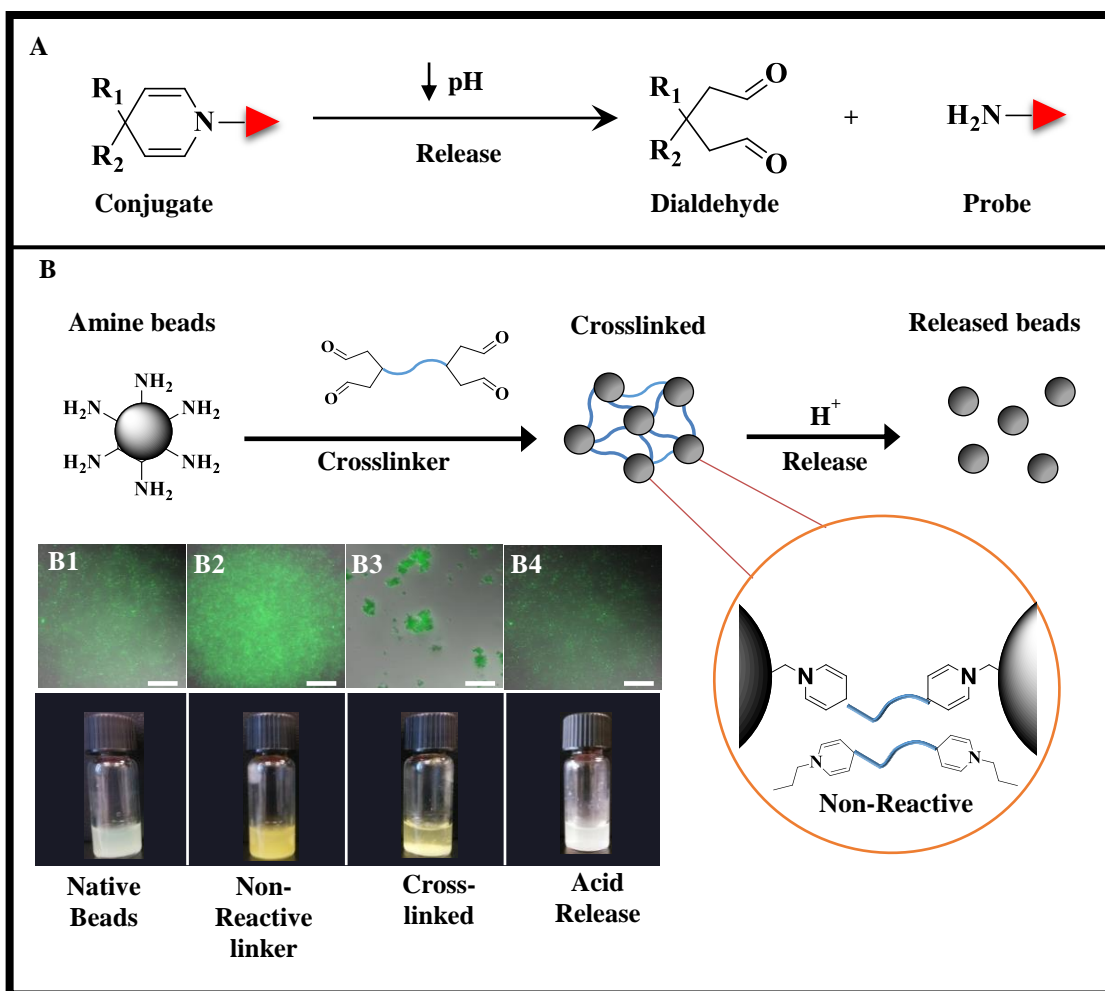 A
R1
R2
N
Conjugate
↓ pH
Release
R1
R2
O
O
Dialdehyde
+
H2N
Probe
B
Amine beads
NH2
H2N
NH2
H2N
NH2
NH2
O
O
O
O
Crosslinker
Crosslinked
H+
Release
Released beads
B1
B2
B3
B4
N
N
N
N
Non-Reactive
Native
Beads
Non-
Reactive
linker
Cross-
linked
Acid
Release